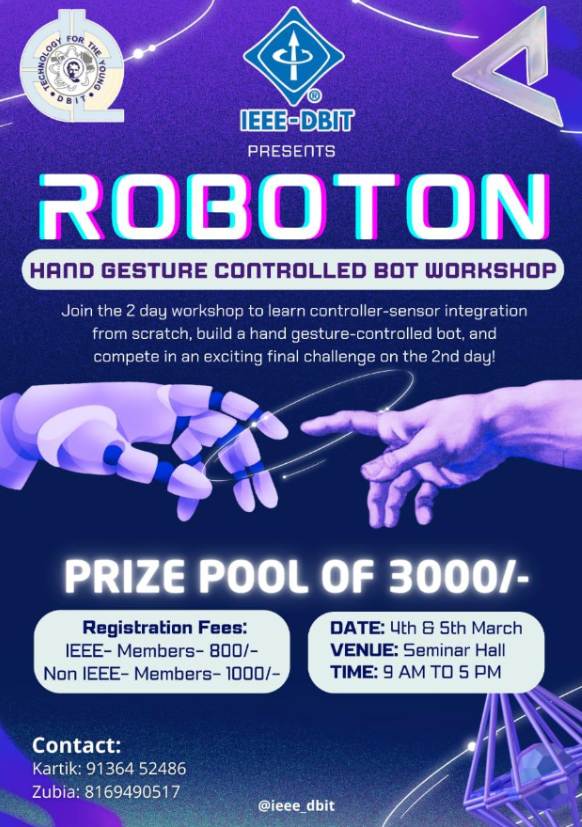 TECHNOLOGY FOR THE YOUNG
DBIT
®
IEEE-DBIT
PRESENTS
ROBOTON
HAND GESTURE CONTROLLED BOT WORKSHOP
Join the 2 day workshop to learn controller-sensor integration
from scratch, build a hand gesture-controlled bot, and
compete in an exciting final challenge on the 2nd day!
PRIZE POOL OF 3000/-
Registration Fees:
IEEE- Members- 800/-
Non IEEE- Members- 1000/-
DATE: 4th & 5th March
VENUE: Seminar Hall
TIME: 9 AM TO 5 PM
Contact:
Kartik: 91364 52486
Zubia: 8169490517
@ieee_dbit